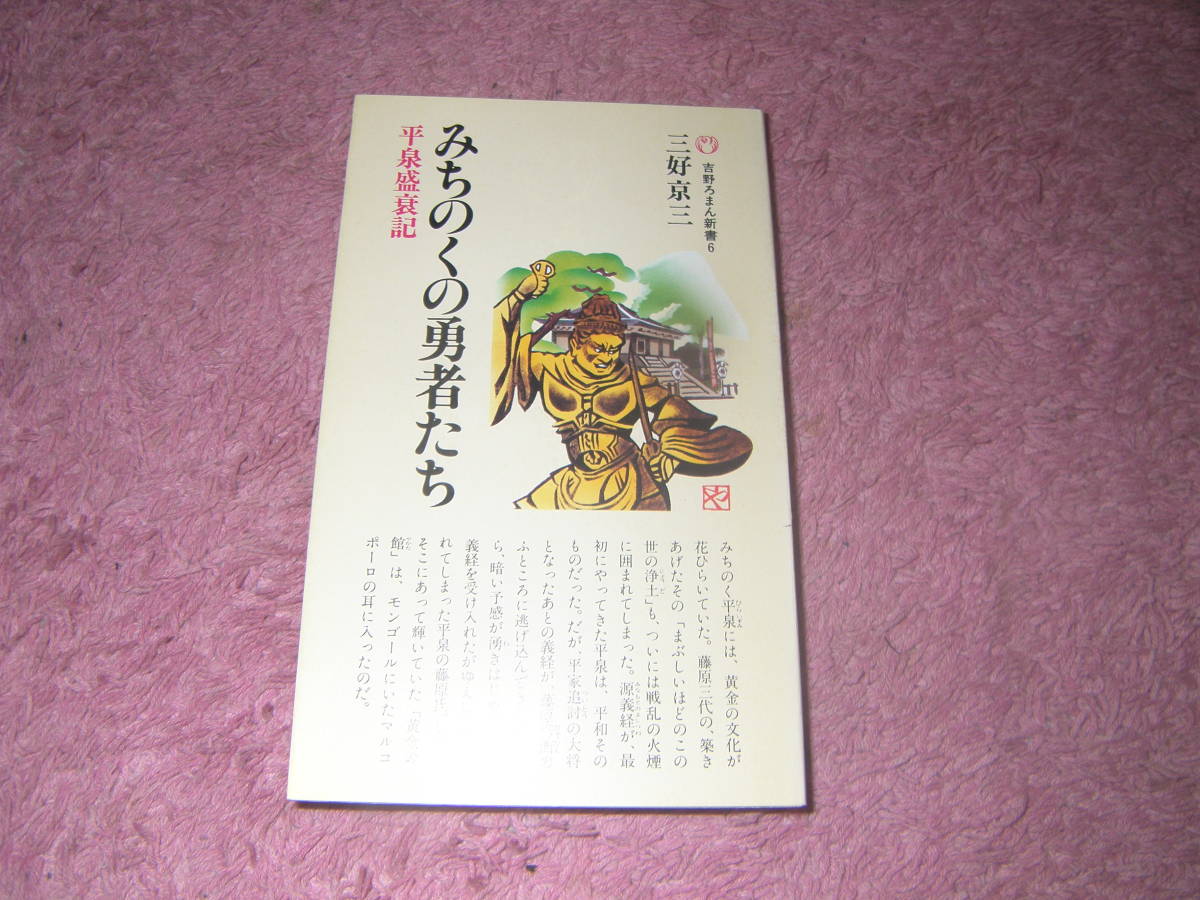 吉野ろまん新書6
三好京三
みちのくの勇者たち
平泉盛衰記
みちのく平泉には、黄金の文化が
花ひらいていた。藤原三代の、築き
あげたその「まぶしいほどのこの
世の浄土」も、ついには戦乱の火煙
に囲まれてしまった。源義経が、最
初にやってきた平泉は、平和その
ものだった。だが、平家追討の大将
となったあとの義経が
ふところに逃げ込んで
ら、暗い予感が湧きは
義経を受け入れたがゆえに
れてしまった平泉の藤原氏
そこにあって輝いていた「黄金の
館」は、モンゴールにいたマルコ
ポーロの耳に入ったのだ。